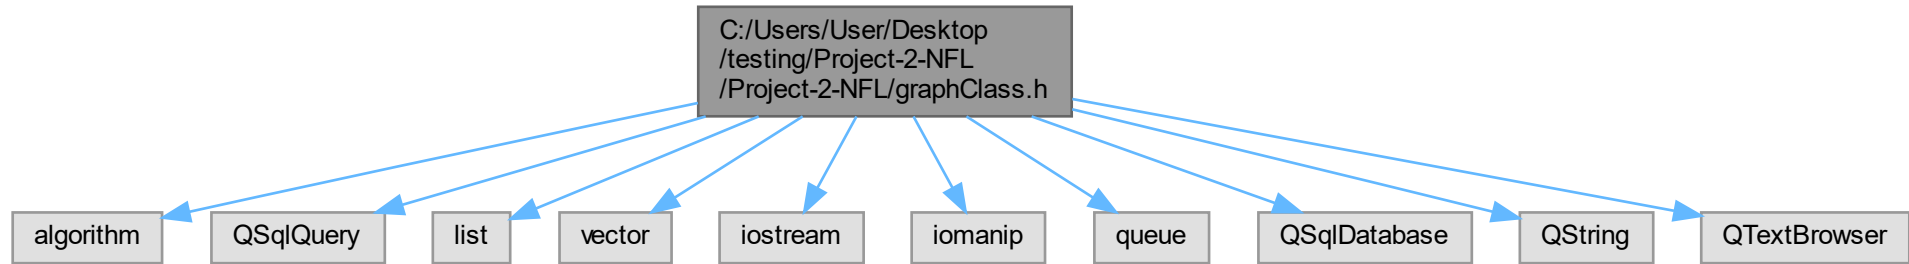 C:/Users/User/Desktop
/testing/Project-2-NFL
/Project-2-NFL/graphClass.h
algorithm
QSqlQuery
list
vector
iostream
iomanip
queue
QSqlDatabase
QString
QTextBrowser